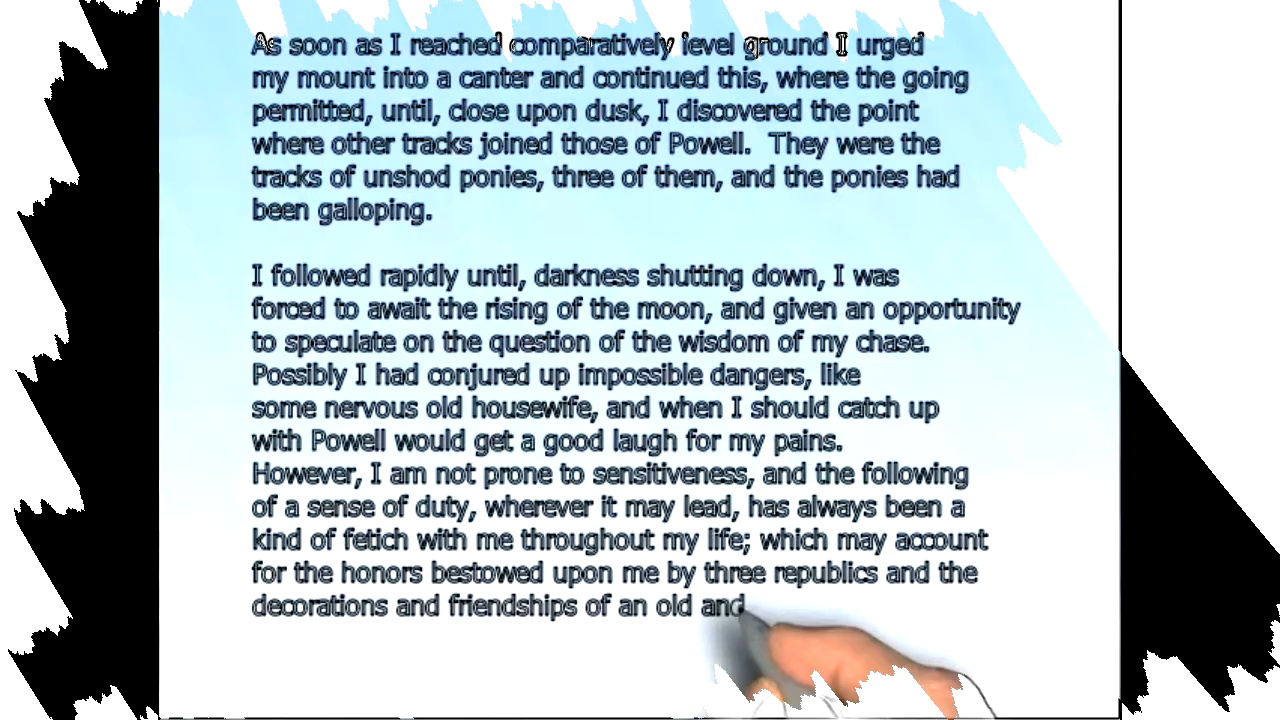 As soon as I reached comparatively level ground I urged
my mount into a canter and continued this, where the going
permitted, until, close upon dusk, I discovered the point
where other tracks joined those of Powell.  They were the
tracks of unshod ponies, three of them, and the ponies had
been galloping.

I followed rapidly until, darkness shutting down, I was
forced to await the rising of the moon, and given an opportunity
to speculate on the question of the wisdom of my chase.
Possibly I had conjured up impossible dangers, like
some nervous old housewife, and when I should catch up
with Powell would get a good laugh for my pains.
However, I am not prone to sensitiveness, and the following
of a sense of duty, wherever it may lead, has always been a
kind of fetich with me throughout my life; which may account
for the honors bestowed upon me by three republics and the
decorations and friendships of an old and